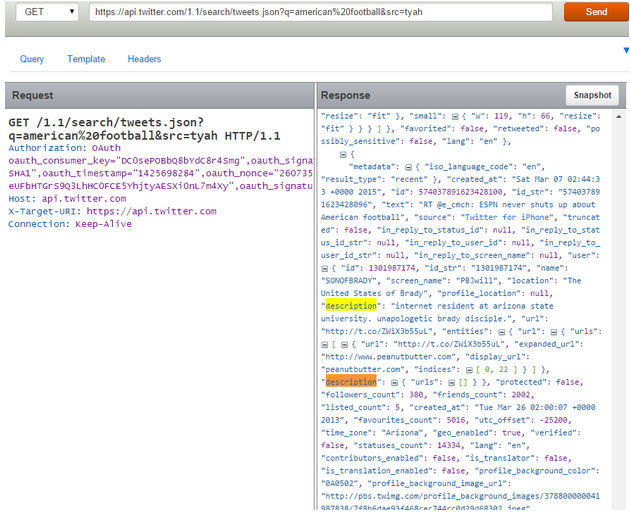 GET
https://api.twitter.com/1.1/search/tweets.json?q=american%20football&src=tyah
Send
Query Template Headers
Request
GET /1.1/search/tweets.json?
q=american%20football&src=tyah HTTP/1.1
Authorization: OAuth
oauth_consumer_key="DC0sePOBbQ8bYdC8r4Smg",oauth_signat
SHA1",oauth_timestamp="1425698284",oauth_nonce="260735
eUFbHTGrS9Q3LhHCOFCE5YhjtyAESXi0nL7m4Xy",oauth_signatu
Host: api.twitter.com
X-Target-URI: https://api.twitter.com
Connection: Keep-Alive
Response
Snapshot
"resize": "fit" }, "small": { "w": 119, "h": 66, "resize":
"fit" } } } ] }, "favorited": false, "retweeted": false, "po
ssibly_sensitive": false, "lang": "en" },
{
"metadata": { "iso_language_code": "en",
"result_type": "recent" }, "created_at": "Sat Mar 07 02:44:3
3 +0000 2015", "id": 574037891623428100, "id_str": "57403789
1623428096", "text": "RT @e_cmch: ESPN never shuts up about
American football", "source": "Twitter for iPhone", "truncat
ed": false, "in_reply_to_status_id": null, "in_reply_to_stat
us_id_str": null, "in_reply_to_user_id": null, "in_reply_to_
user_id_str": null, "in_reply_to_screen_name": null, "user":
{ "id": 1301987174, "id_str": "1301987174", "name":
"SONOFBRADY", "screen_name": "PBJwill", "location": "The
United States of Brady", "profile_location": null,
"description": "internet resident at arizona state
university. unapologetic brady disciple.", "url":
"http://t.co/ZWiX3b55uL", "entities": { "url": { "urls":
[ { "url": "http://t.co/ZWiX3b55uL", "expanded_url":
"http://www.peanutbutter.com", "display_url":
"peanutbutter.com", "indices": [ 0, 22 ] } ] },
"description": { "urls": [] } }, "protected": false,
"followers_count": 380, "friends_count": 2002,
"listed_count": 5, "created_at": "Tue Mar 26 02:00:07 +0000
2013", "favourites_count": 5016, "utc_offset": -25200,
"time_zone": "Arizona", "geo_enabled": true, "verified":
false, "statuses_count": 14334, "lang": "en",
"contributors_enabled": false, "is_translator": false,
"is_translation_enabled": false, "profile_background_color":
"0A0502", "profile_background_image_url":
"http://pbs.twimg.com/profile_background_images/378800000041